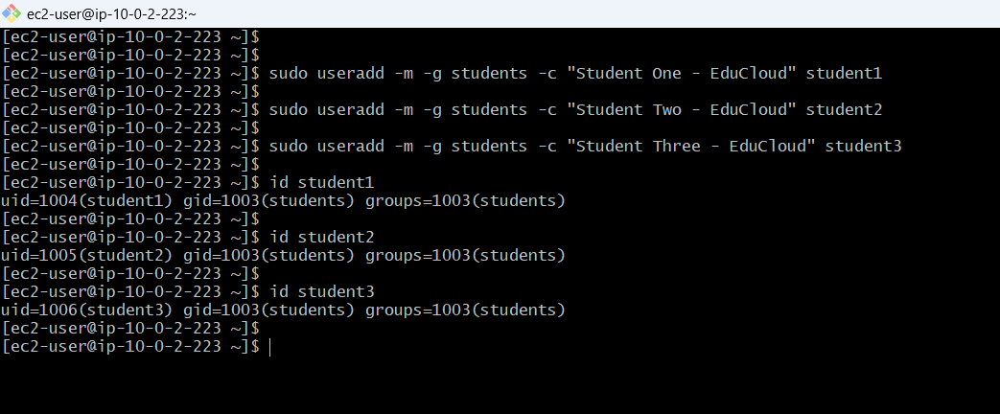 ec2-user@ip-10-0-2-223:~
[ec2-user@ip-10-0-2-223 ~]$
[ec2-user@ip-10-0-2-223 ~]$
[ec2-user@ip-10-0-2-223 ~]$ sudo useradd -m -g students -c "Student One - EduCloud" student1
[ec2-user@ip-10-0-2-223 ~]$
[ec2-user@ip-10-0-2-223 ~]$ sudo useradd -m -g students -c "Student Two - EduCloud" student2
[ec2-user@ip-10-0-2-223 ~]$
[ec2-user@ip-10-0-2-223 ~]$ sudo useradd -m -g students -c "Student Three - EduCloud" student3
[ec2-user@ip-10-0-2-223 ~]$
[ec2-user@ip-10-0-2-223 ~]$ id student1
uid=1004(student1) gid=1003(students) groups=1003(students)
[ec2-user@ip-10-0-2-223 ~]$
[ec2-user@ip-10-0-2-223 ~]$ id student2
uid=1005(student2) gid=1003(students) groups=1003(students)
[ec2-user@ip-10-0-2-223 ~]$
[ec2-user@ip-10-0-2-223 ~]$ id student3
uid=1006(student3) gid=1003(students) groups=1003(students)
[ec2-user@ip-10-0-2-223 ~]$
[ec2-user@ip-10-0-2-223 ~]$